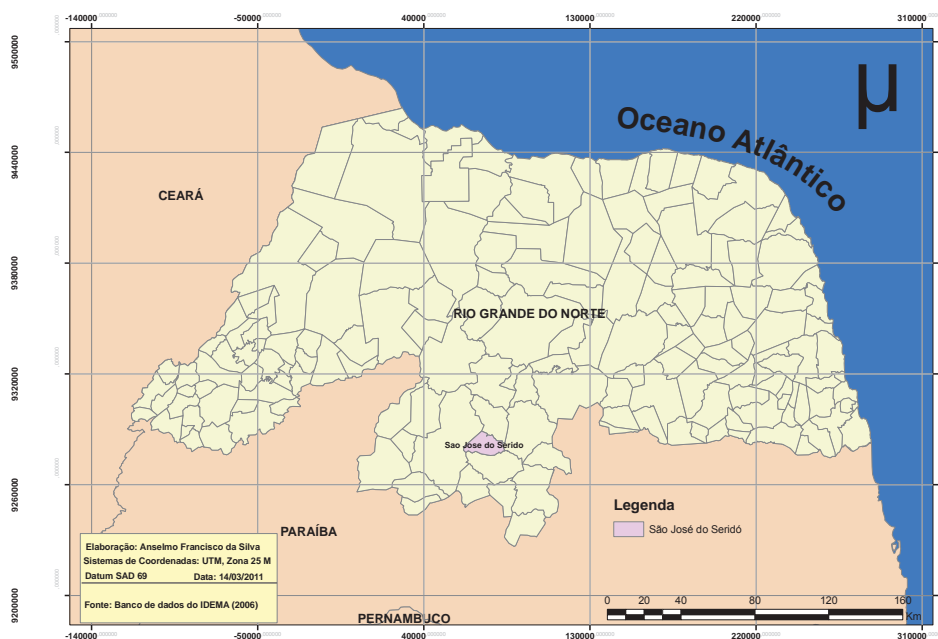 -140000 -50000 40000 130000 220000 310000
9500000
9440000
9380000
9320000
9260000
9200000
µ
Oceano Atlântico
CEARÁ
RIO GRANDE DO NORTE
Sao Jose do Serido
PARAÍBA
PERNAMBUCO
Legenda
São José do Seridó
Elaboração: Anselmo Francisco da Silva
Sistemas de Coordenadas: UTM, Zona 25 M
Datum SAD 69 Data: 14/03/2011
Fonte: Banco de dados do IDEMA (2006)
0 20 40 80 120 160
Km
-140000 -50000 40000 130000 220000 310000